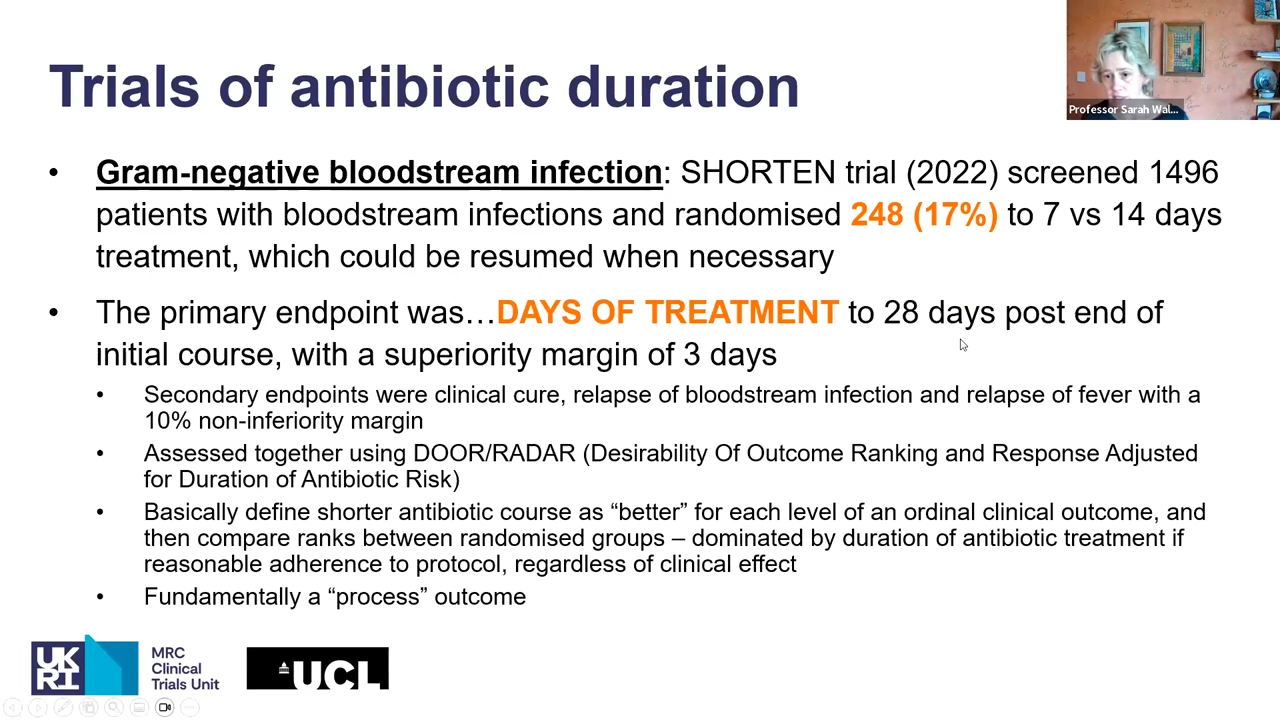 Professor Sarah Wal...
Trials of antibiotic duration
• Gram-negative bloodstream infection: SHORTEN trial (2022) screened 1496
patients with bloodstream infections and randomised 248 (17%) to 7 vs 14 days
treatment, which could be resumed when necessary
• The primary endpoint was…DAYS OF TREATMENT to 28 days post end of
initial course, with a superiority margin of 3 days
• Secondary endpoints were clinical cure, relapse of bloodstream infection and relapse of fever with a
10% non-inferiority margin
• Assessed together using DOOR/RADAR (Desirability Of Outcome Ranking and Response Adjusted
for Duration of Antibiotic Risk)
• Basically define shorter antibiotic course as “better” for each level of an ordinal clinical outcome, and
then compare ranks between randomised groups – dominated by duration of antibiotic treatment if
reasonable adherence to protocol, regardless of clinical effect
• Fundamentally a “process” outcome
UK
RI
MRC
Clinical
Trials Unit
UCL